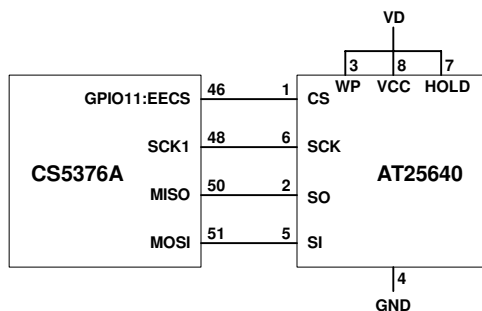 VD
3 8 7
WP VCC HOLD
GPIO11:EECS 46 1 CS
SCK1 48 6 SCK
CS5376A AT25640
MISO 50 2 SO
MOSI 51 5 SI
4
GND